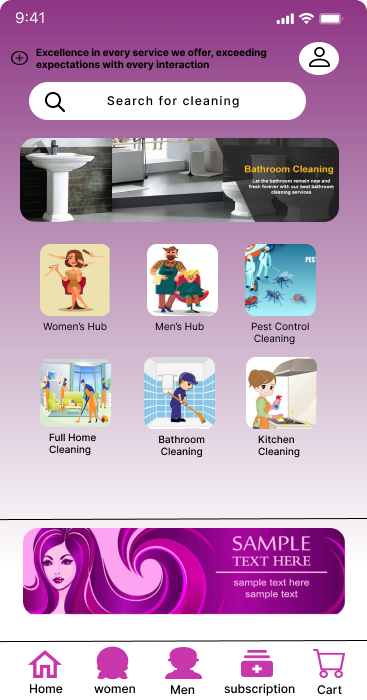 9:41
Excellence in every service we offer, exceeding
expectations with every interaction
Search for cleaning
Bathroom Cleaning
Let the bathroom remain new and
fresh forever with our best bathroom
cleaning services
PEST
Women's Hub
Men's Hub
Pest Control
Cleaning
Full Home
Cleaning
Bathroom
Cleaning
Kitchen
Cleaning
SAMPLE
TEXT HERE
sample text here
sample text
Home
women
Men
subscription
Cart